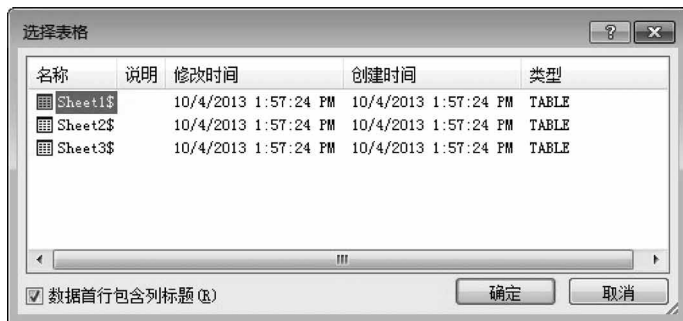 选择表格
名称 说明 修改时间 创建时间 类型
Sheet1$ 10/4/2013 1:57:24 PM 10/4/2013 1:57:24 PM TABLE
Sheet2$ 10/4/2013 1:57:24 PM 10/4/2013 1:57:24 PM TABLE
Sheet3$ 10/4/2013 1:57:24 PM 10/4/2013 1:57:24 PM TABLE
数据首行包含列标题(R) 确定 取消